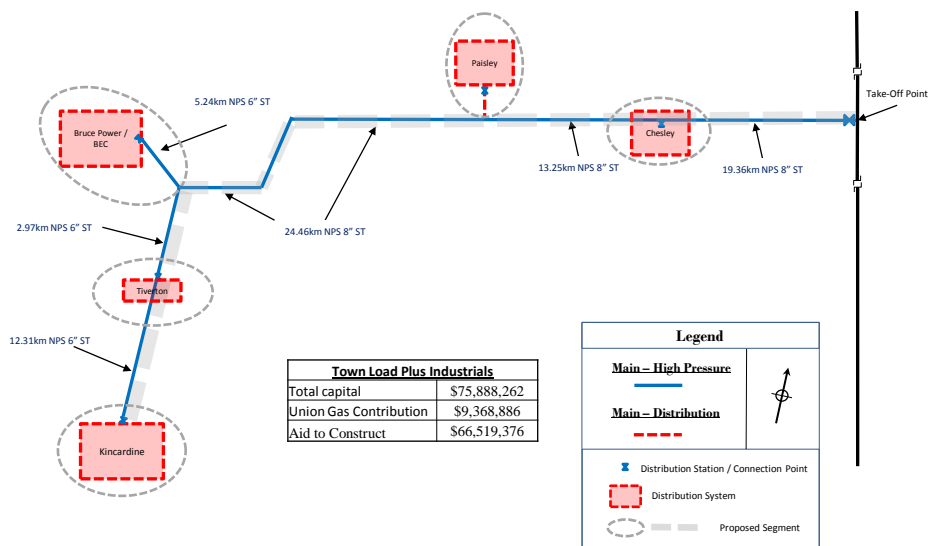 Paisley
Take-Off Point
5.24km NPS 6” ST
Bruce Power /
BEC
Chesley
13.25km NPS 8” ST
19.36km NPS 8” ST
2.97km NPS 6” ST
24.46km NPS 8” ST
Tiverton
12.31km NPS 6” ST
Kincardine
Town Load Plus Industrials
Total capital $75,888,262
Union Gas Contribution $9,368,886
Aid to Construct $66,519,376
Legend
Main – High Pressure
Main – Distribution
Distribution Station / Connection Point
Distribution System
Proposed Segment